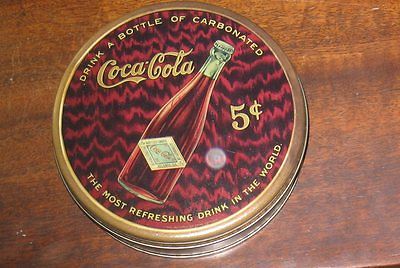 DRINK A BOTTLE OF CARBONATED
Coca-Cola
5¢
THE MOST REFRESHING DRINK IN THE WORLD.